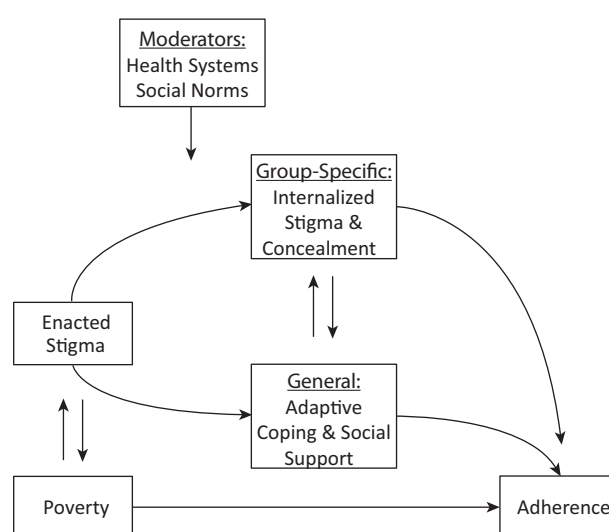 Moderators:
Health Systems
Social Norms
Group-Specific:
Internalized
Stigma &
Concealment
Enacted
Stigma
General:
Adaptive
Coping & Social
Support
Poverty
Adherence